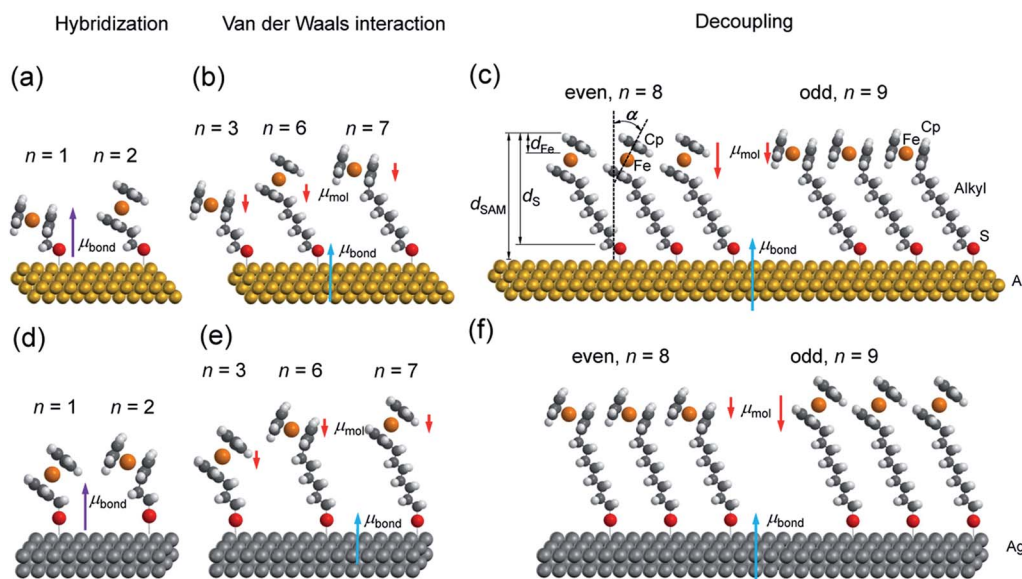 Hybridization
Van der Waals interaction
Decoupling
(a)
n = 1
n = 2
μbond
(b)
n = 3
n = 6
n = 7
μmol
μbond
(c)
even, n = 8
odd, n = 9
α
dFe
Cp
Fe
dS
dSAM
μmol
μbond
Fe
Cp
Alkyl
S
A
(d)
n = 1
n = 2
μbond
(e)
n = 3
n = 6
n = 7
μmol
μbond
(f)
even, n = 8
odd, n = 9
μmol
μbond
Ag